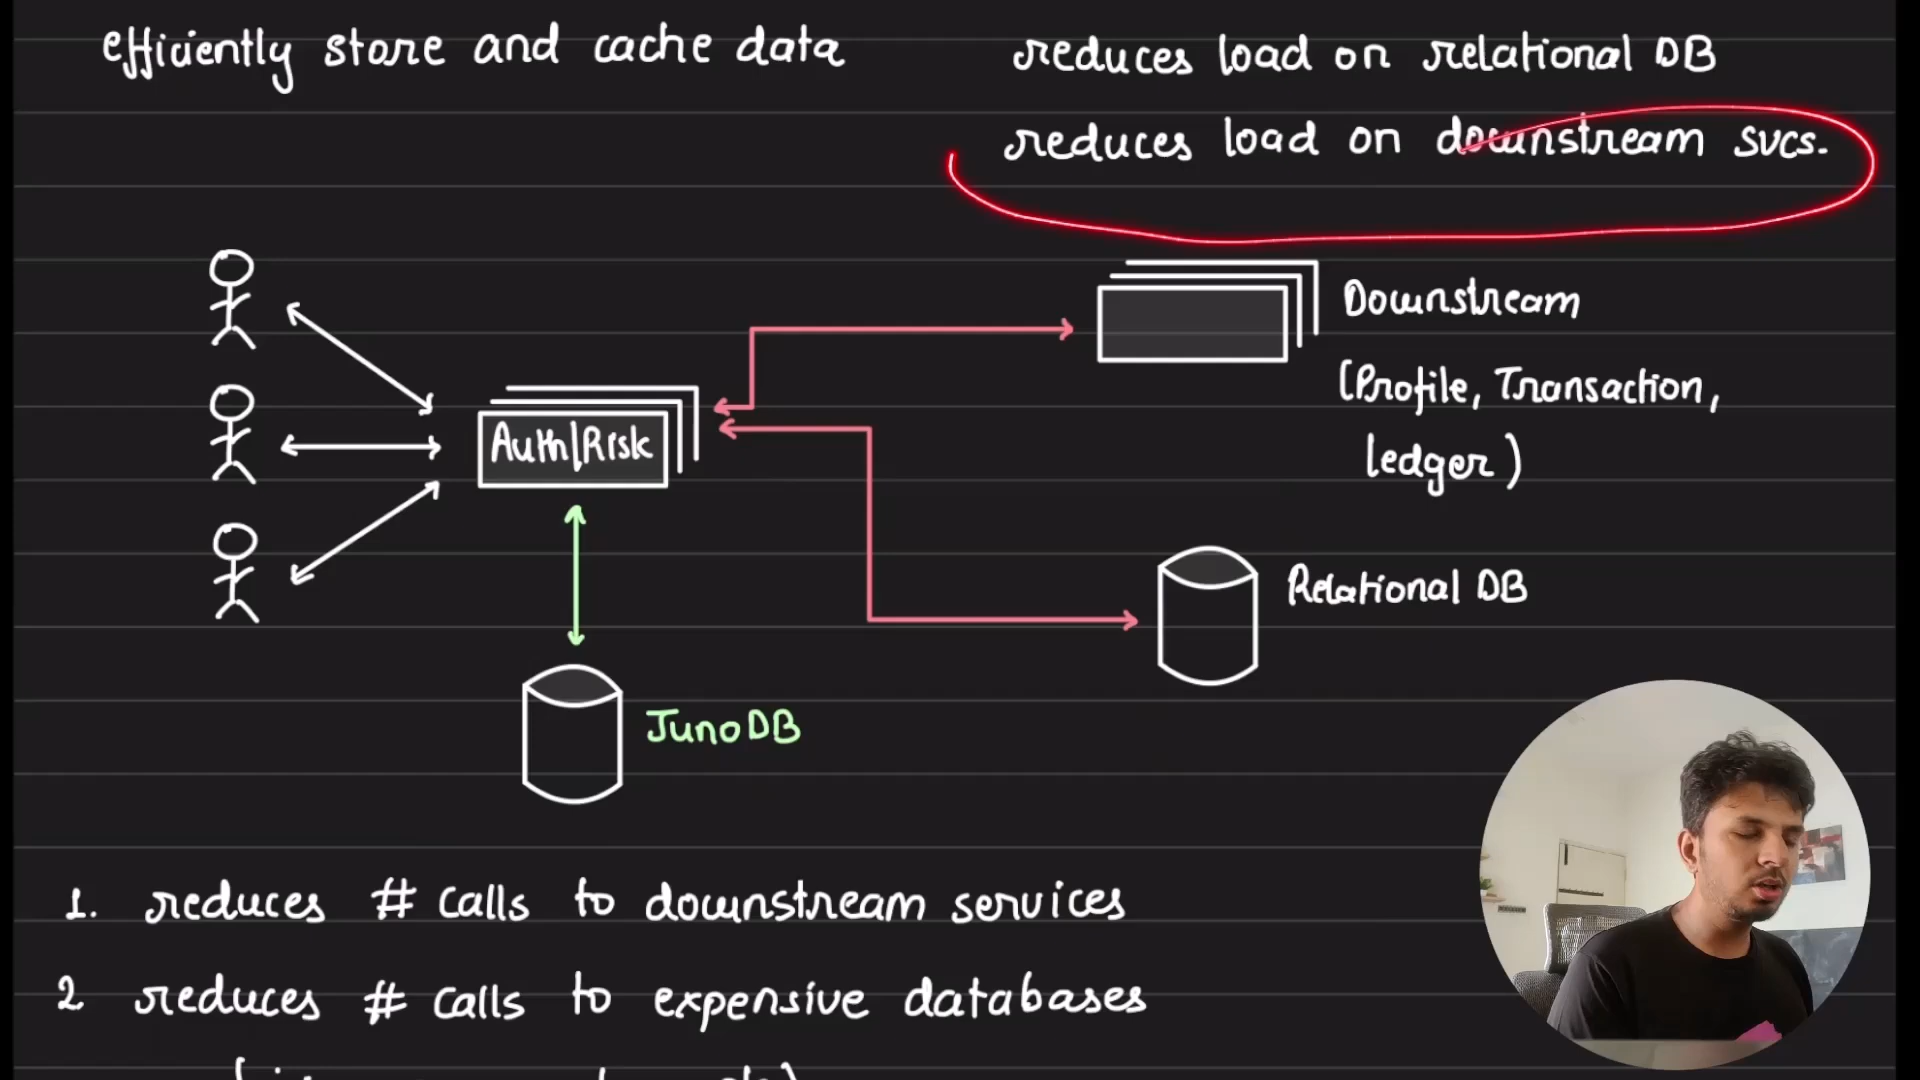 efficiently store and cache data
reduces load on relational DB
reduces load on downstream svcs.
Downstream
(Profile, Transaction,
ledger)
Auth|Risk
Relational DB
JunoDB
1. reduces # calls to downstream services
2 reduces # calls to expensive databases